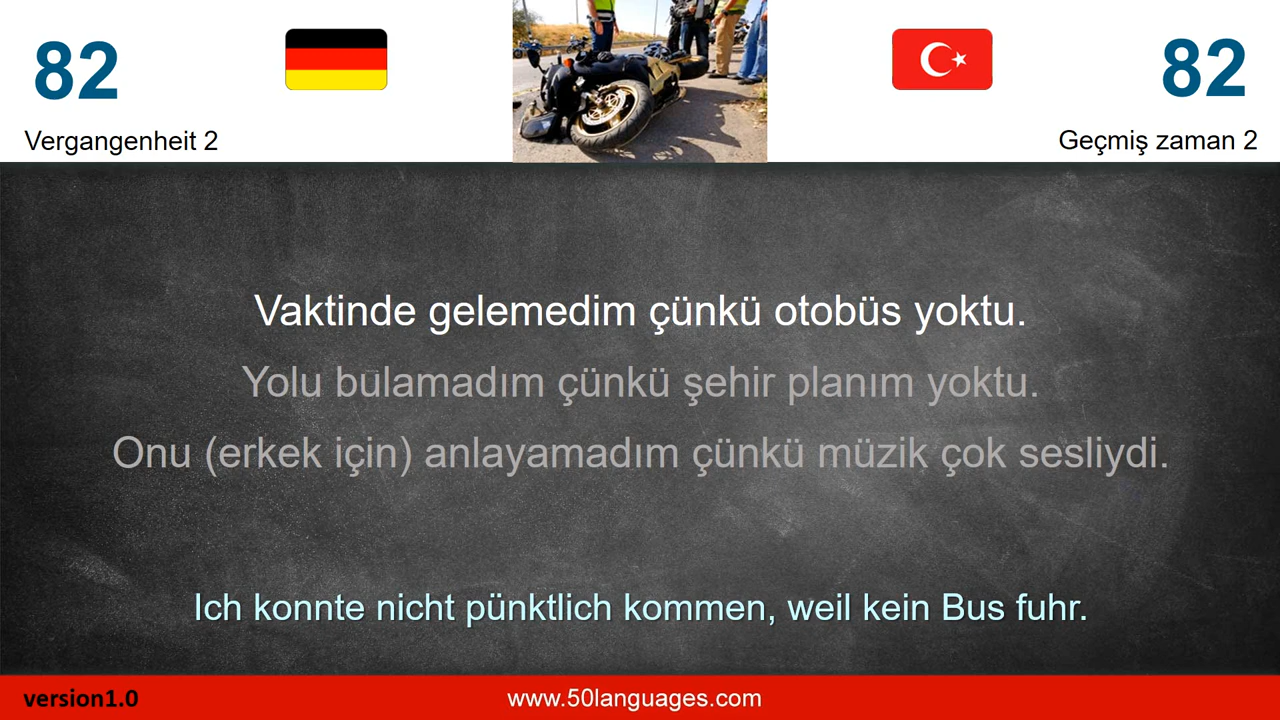 82
82
Vergangenheit 2
Geçmiş zaman 2
Vaktinde gelemedim çünkü otobüs yoktu.
Yolu bulamadım çünkü şehir planım yoktu.
Onu (erkek için) anlayamadım çünkü müzik çok sesliydi.
Ich konnte nicht pünktlich kommen, weil kein Bus fuhr.
version1.0
www.50languages.com